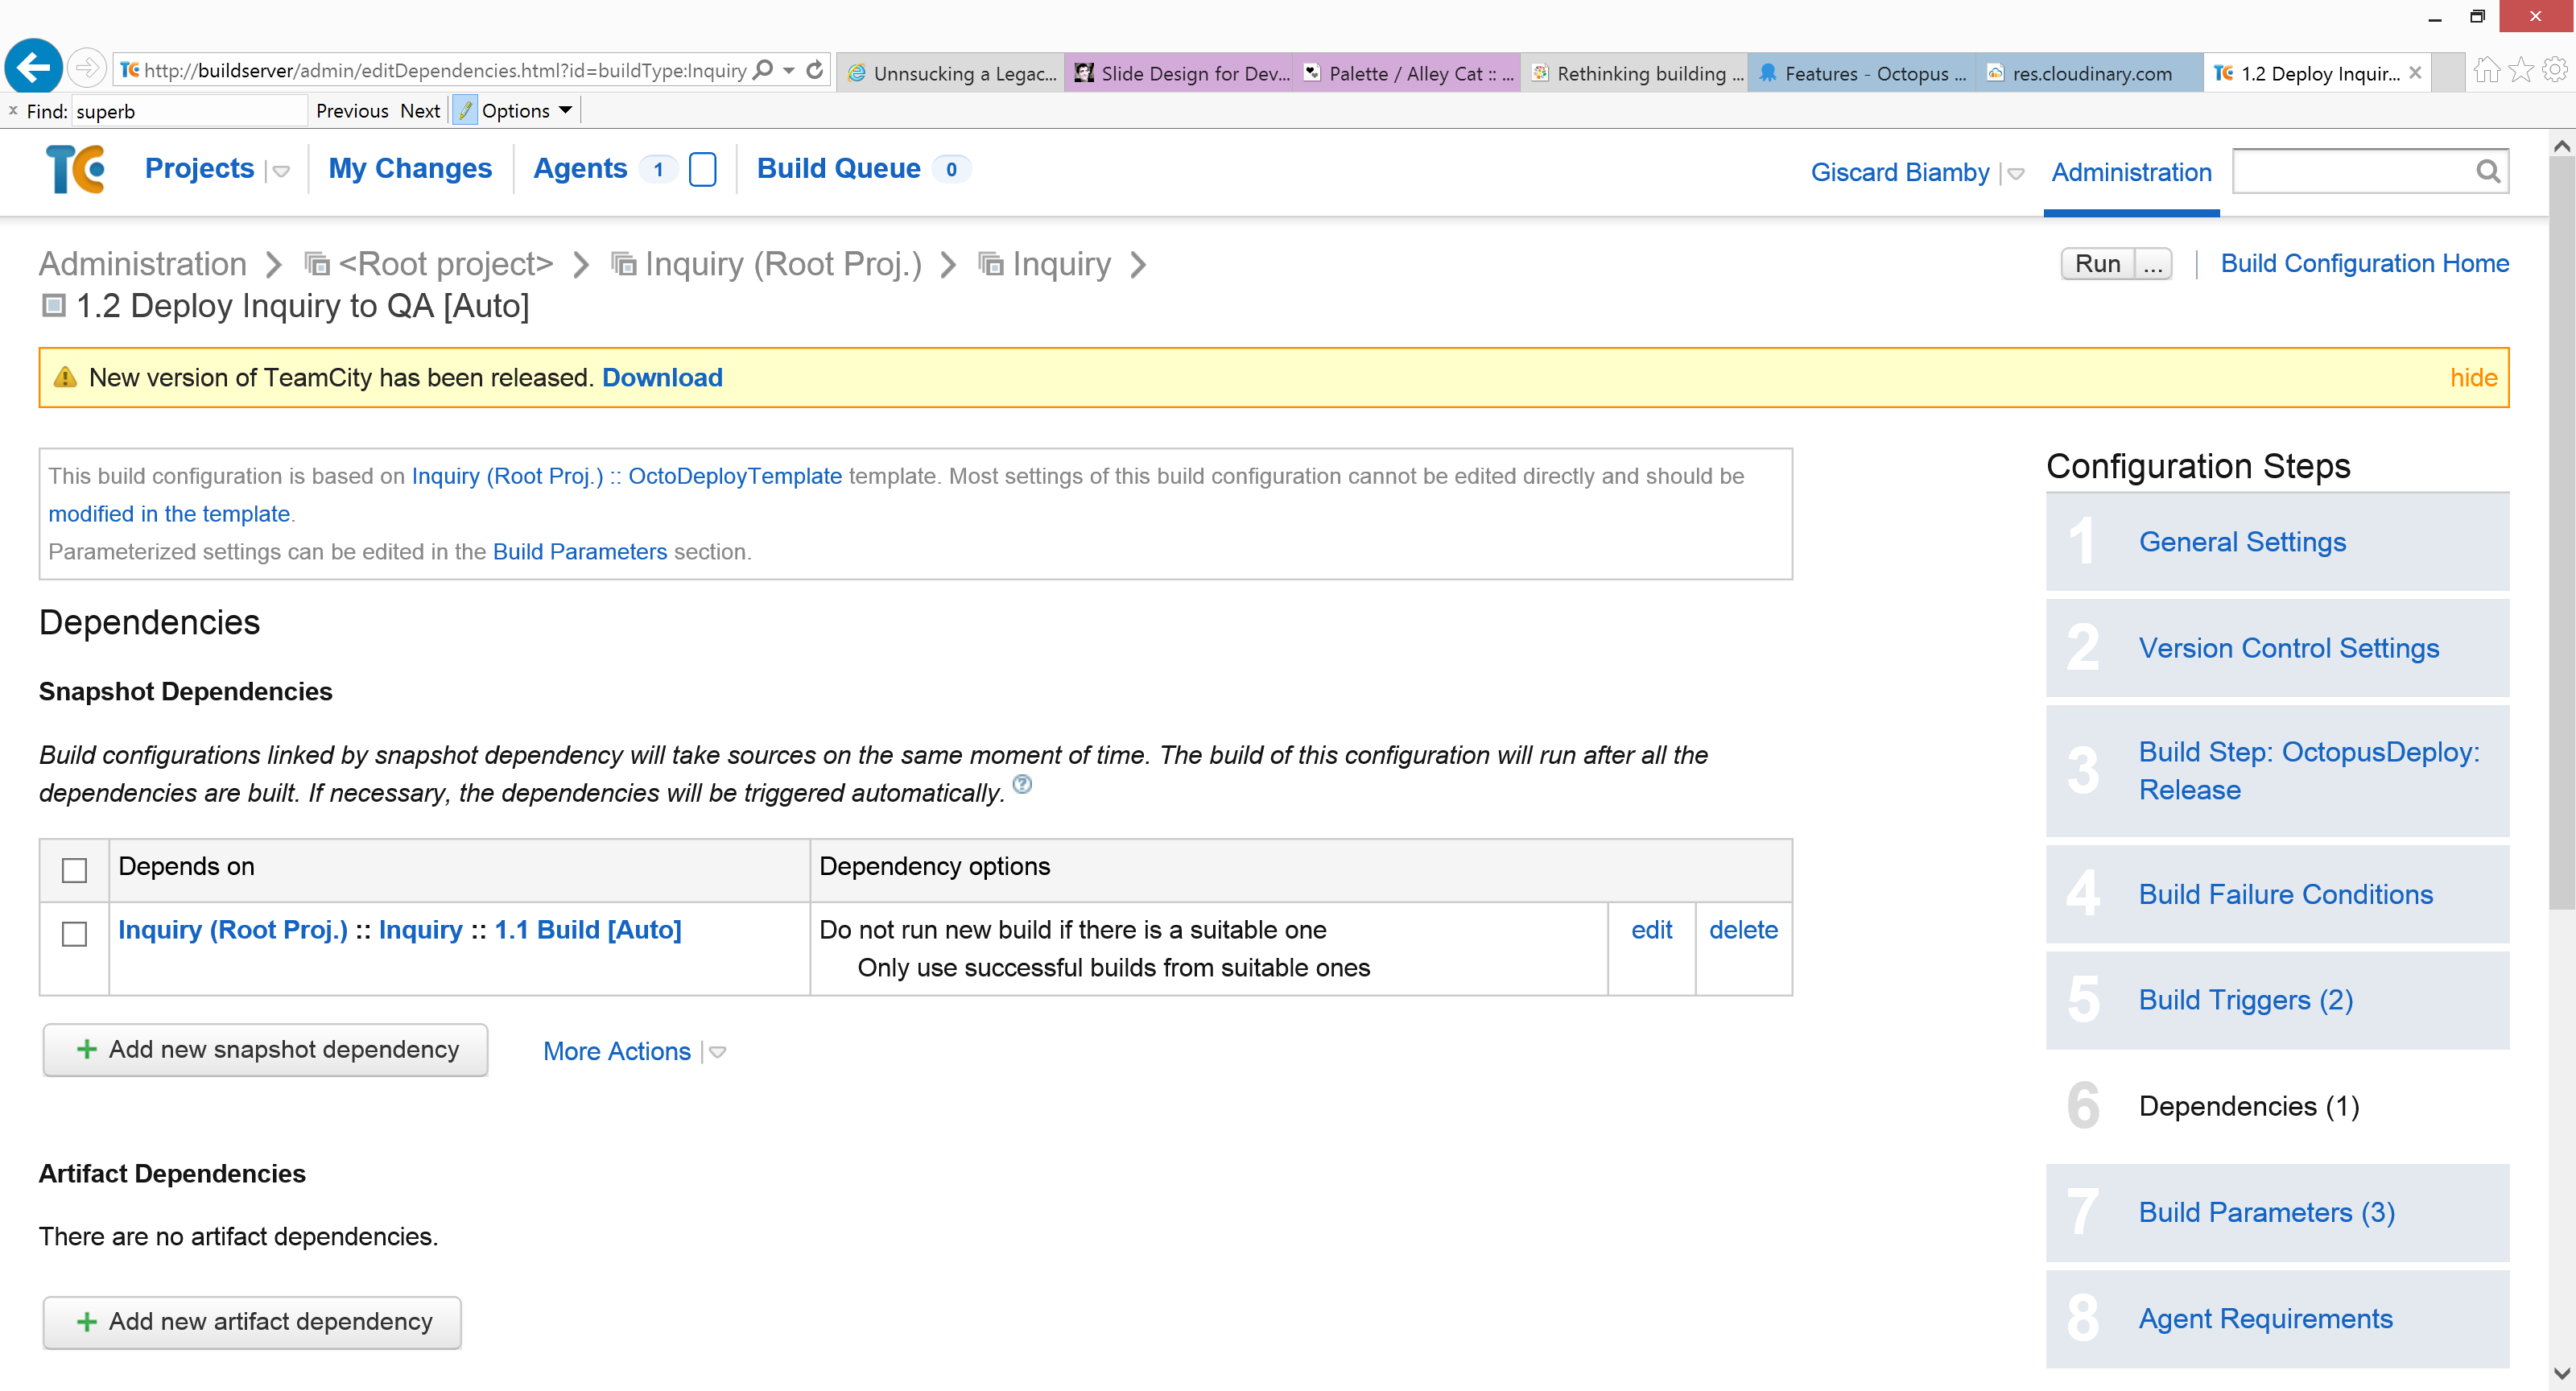 http://buildserver/admin/editDependencies.html?id=buildType:Inquiry
Unnsucking a Legac...
Slide Design for Dev...
Palette / Alley Cat :: ...
Rethinking building ...
Features - Octopus ...
res.cloudinary.com
TC 1.2 Deploy Inquir...
x Find: superb Previous Next Options
TC Projects My Changes Agents 1 Build Queue 0
Giscard Biamby Administration
Administration <Root project> Inquiry (Root Proj.) Inquiry
1.2 Deploy Inquiry to QA [Auto]
Run ... Build Configuration Home
New version of TeamCity has been released. Download hide
This build configuration is based on Inquiry (Root Proj.) :: OctoDeployTemplate template. Most settings of this build configuration cannot be edited directly and should be
modified in the template.
Parameterized settings can be edited in the Build Parameters section.
Dependencies
Snapshot Dependencies
Build configurations linked by snapshot dependency will take sources on the same moment of time. The build of this configuration will run after all the
dependencies are built. If necessary, the dependencies will be triggered automatically. ?
Depends on Dependency options
Inquiry (Root Proj.) :: Inquiry :: 1.1 Build [Auto] Do not run new build if there is a suitable one edit delete
Only use successful builds from suitable ones
+ Add new snapshot dependency More Actions
Artifact Dependencies
There are no artifact dependencies.
+ Add new artifact dependency
Configuration Steps
1 General Settings
2 Version Control Settings
3 Build Step: OctopusDeploy:
Release
4 Build Failure Conditions
5 Build Triggers (2)
6 Dependencies (1)
7 Build Parameters (3)
8 Agent Requirements